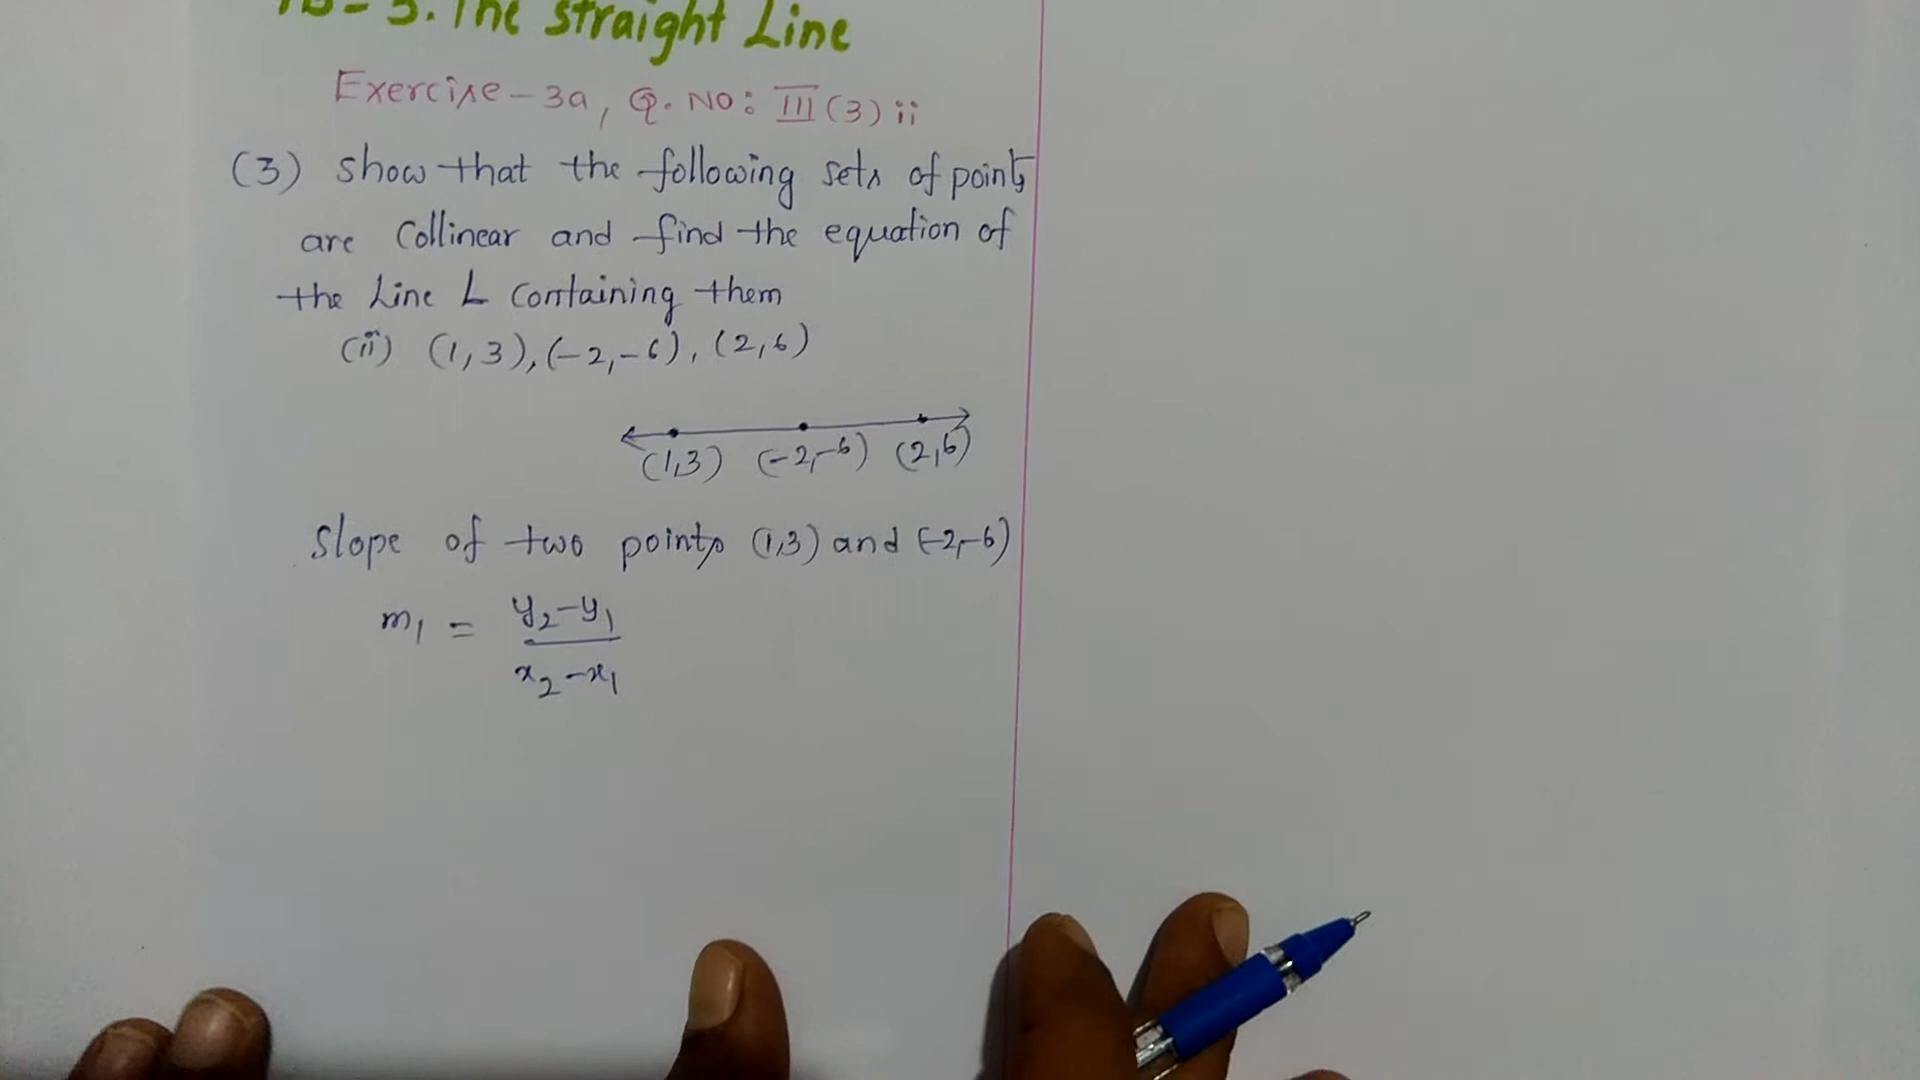 3. The Straight Line
Exercise-3a, Q. No: III (3) ii
(3) show that the following sets of points
are Collinear and find the equation of
the Line L Containing them
(ii) (1,3), (-2,-6), (2,6)
(1,3) (-2,-6) (2,6)
Slope of two points (1,3) and (-2,-6)
m₁ = y₂-y₁
x₂-x₁